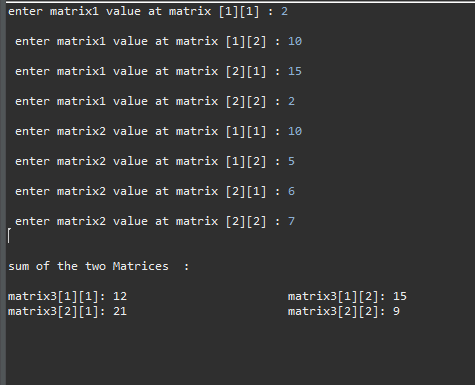 enter matrix1 value at matrix [1][1] : 2
enter matrix1 value at matrix [1][2] : 10
enter matrix1 value at matrix [2][1] : 15
enter matrix1 value at matrix [2][2] : 2
enter matrix2 value at matrix [1][1] : 10
enter matrix2 value at matrix [1][2] : 5
enter matrix2 value at matrix [2][1] : 6
enter matrix2 value at matrix [2][2] : 7
sum of the two Matrices  :
matrix3[1][1]: 12 matrix3[1][2]: 15
matrix3[2][1]: 21 matrix3[2][2]: 9